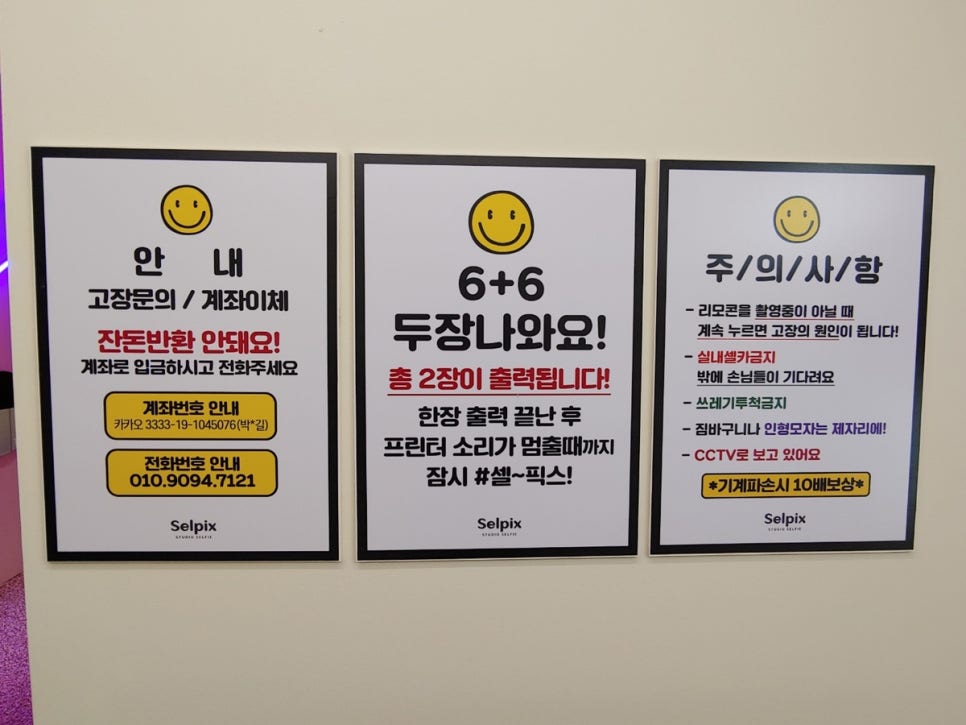 안 내
고장문의 / 계좌이체
잔돈반환 안돼요!
계좌로 입금하시고 전화주세요
계좌번호 안내
카카오 3333-19-1045076(박*길)
전화번호 안내
010.9094.7121
Selpix
STUDIO SELFIE
6+6
두장나와요!
총 2장이 출력됩니다!
한장 출력 끝난 후
프린터 소리가 멈출때까지
잠시 #셀~픽스!
Selpix
STUDIO SELFIE
주/의/사/항
- 리모콘을 촬영중이 아닐 때
계속 누르면 고장의 원인이 됩니다!
- 실내셀카금지
밖에 손님들이 기다려요
- 쓰레기투척금지
- 짐바구니나 인형모자는 제자리에!
- CCTV로 보고 있어요
*기계파손시 10배보상*
Selpix
STUDIO SELFIE